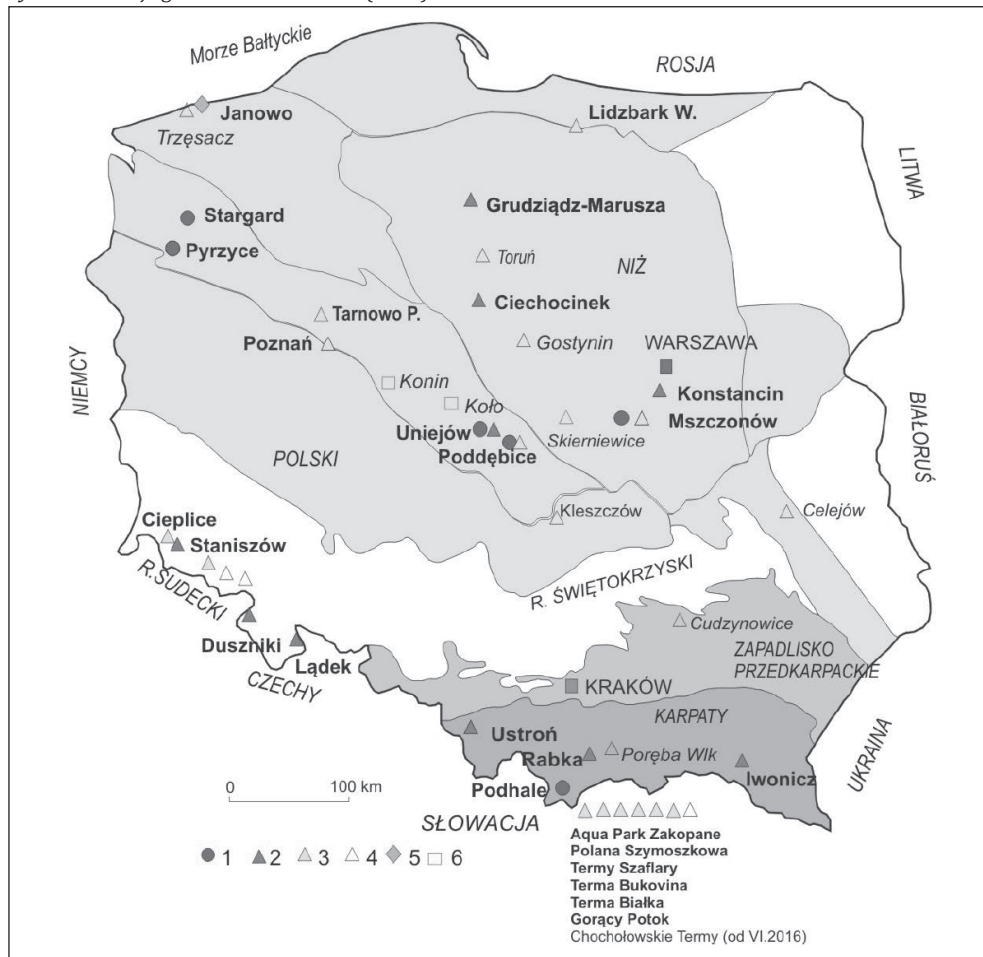 Morze Bałtyckie
ROSJA
Janowo
Trzęsacz
Lidzbark W.
LITWA
Grudziądz-Marusza
Stargard
Pyrzyce
Toruń
NIŻ
Ciechocinek
Tarnowo P.
Gostynin
WARSZAWA
Poznań
NIEMCY
Konin
Konstancin
BIAŁORUŚ
Koło
Uniejów
Mszczonów
Skierniewice
Poddębice
POLSKI
Kleszczów
Celejów
Cieplice
Staniszów
R.SUDECKI
R. ŚWIĘTOKRZYSKI
Cudzynowice
Duszniki
Lądek
ZAPADLISKO
PRZEDKARPACKIE
CZECHY
KRAKÓW
KARPATY
Ustroń
Rabka
Poręba Wlk
Iwonicz
UKRAINA
Podhale
0 100 km
SŁOWACJA
1 2 3 4 5 6
Aqua Park Zakopane
Polana Szymoszkowa
Termy Szaflary
Terma Bukovina
Terma Białka
Gorący Potok
Chochołowskie Termy (od VI.2016)